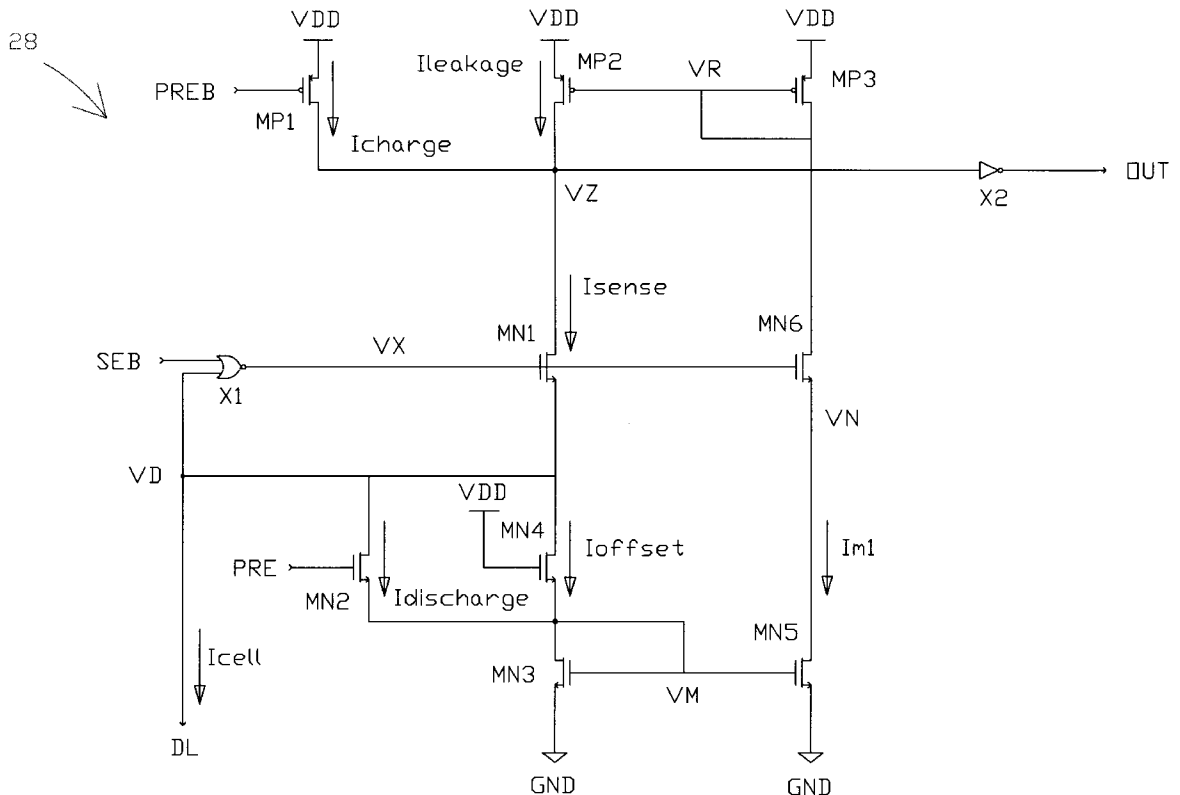 28
VDD VDD VDD
Ileakage MP2 VR MP3
PREB
MP1
Icharge
VZ X2 OUT
Isense
MN1 MN6
SEB VX
X1
VN
VD
VDD
MN4
Ioffset Im1
PRE
MN2 Idischarge
MN5
Icell
MN3 VM
DL
GND GND